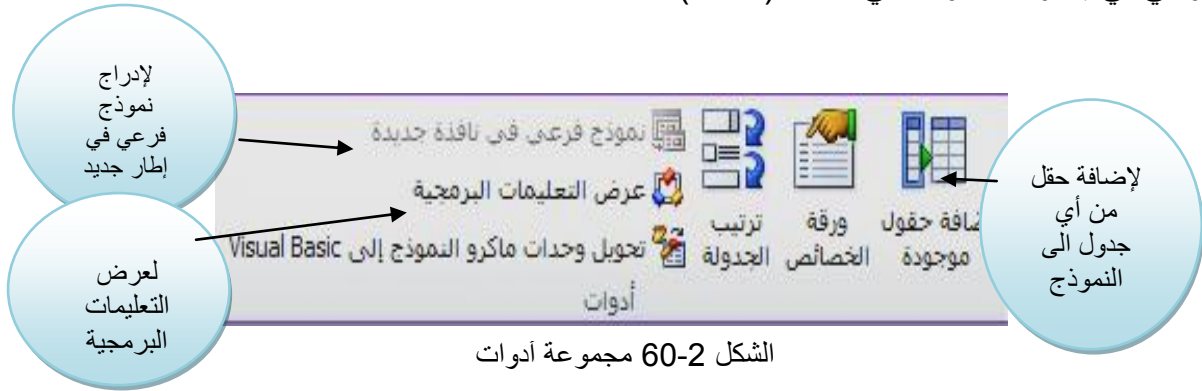 لإدراج
نموذج
فرعي في
إطار جديد
لعرض
التعليمات
البرمجية
لإضافة حقل
من أي
جدول الى
النموذج
حقول
موجودة
ورقة
الخصائص
ترتيب
الجدولة
نموذج فرعي في نافذة جديدة
عرض التعليمات البرمجية
تحويل وحدات ماكرو النموذج إلى Visual Basic
أدوات
الشكل 2-60 مجموعة أدوات